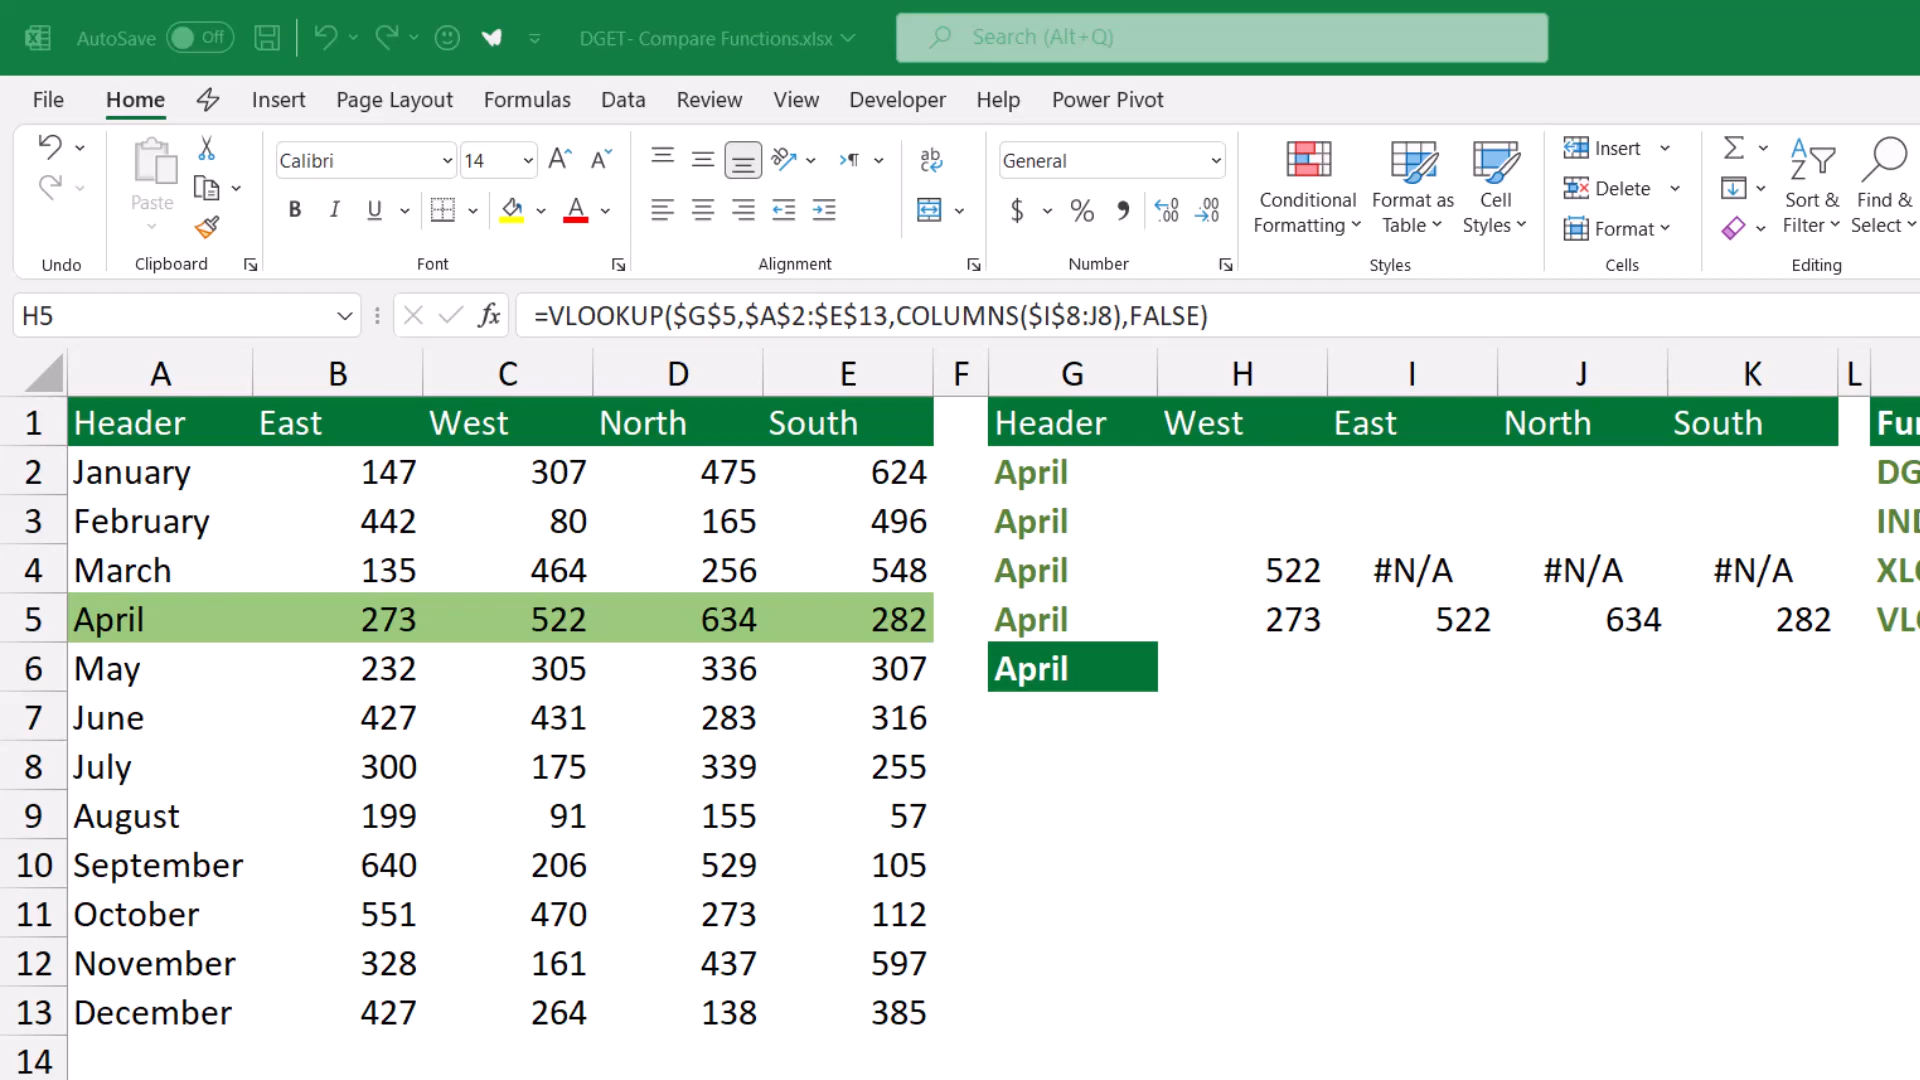 AutoSave Off DGET- Compare Functions.xlsx Search (Alt+Q)
File Home Insert Page Layout Formulas Data Review View Developer Help Power Pivot
Paste
Calibri 14
General
Conditional Formatting
Format as Table
Cell Styles
Insert
Delete
Format
Sort & Filter
Find & Select
Undo Clipboard Font Alignment Number Styles Cells Editing
H5 fx =VLOOKUP($G$5,$A$2:$E$13,COLUMNS($I$8:J8),FALSE)
A B C D E F G H I J K L
1 Header East West North South Header West East North South
2 January 147 307 475 624 April
3 February 442 80 165 496 April
4 March 135 464 256 548 April 522 #N/A #N/A #N/A
5 April 273 522 634 282 April 273 522 634 282
6 May 232 305 336 307 April
7 June 427 431 283 316
8 July 300 175 339 255
9 August 199 91 155 57
10 September 640 206 529 105
11 October 551 470 273 112
12 November 328 161 437 597
13 December 427 264 138 385
14